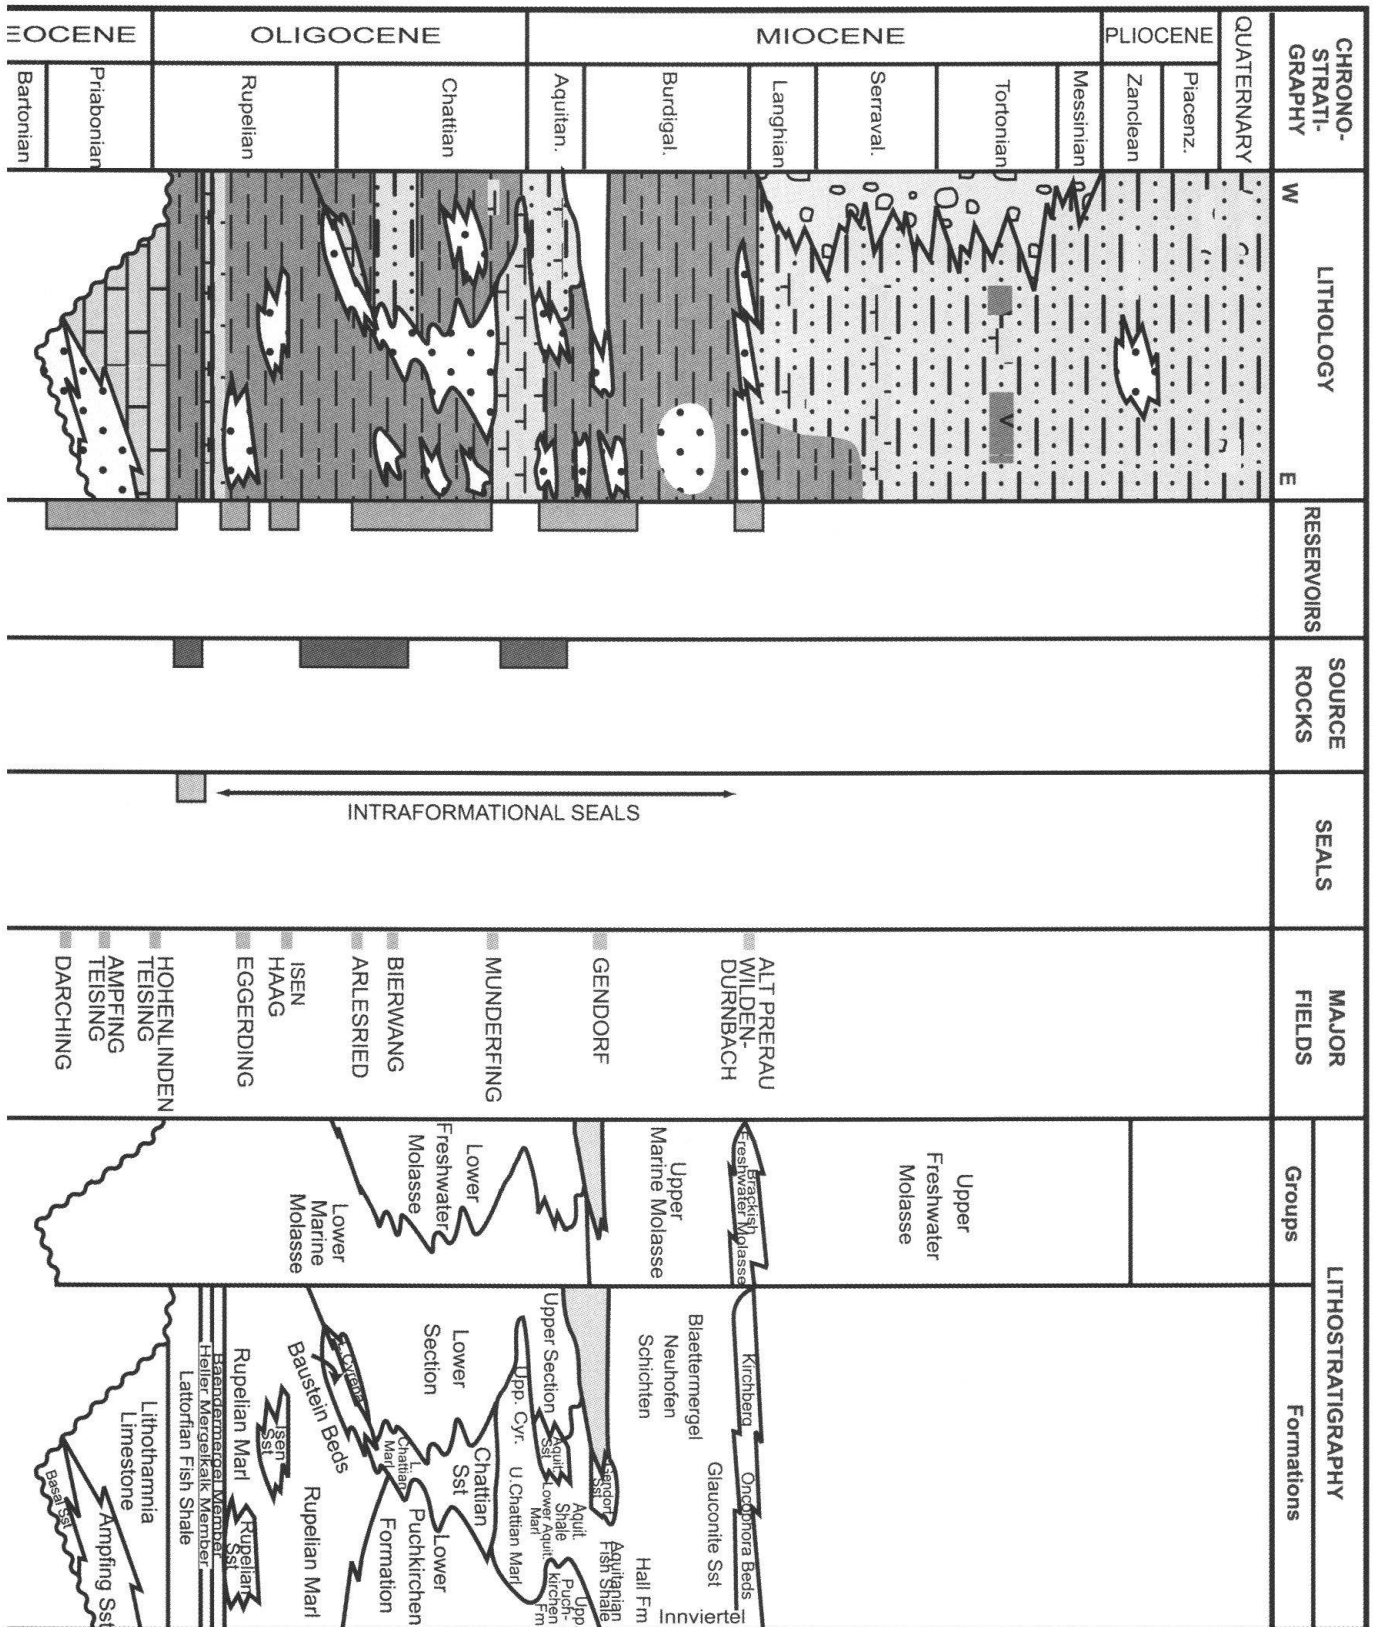 CHRONO-
STRATI-
GRAPHY
LITHOLOGY
W
E
RESERVOIRS
SOURCE
ROCKS
SEALS
MAJOR
FIELDS
LITHOSTRATIGRAPHY
Groups
Formations
QUATERNARY
PLIOCENE
Piacenz.
Zanclean
MIOCENE
Messinian
Tortonian
Serraval.
Langhian
Burdigal.
Aquitan.
OLIGOCENE
Chattian
Rupelian
EOCENE
Priabonian
Bartonian
INTRAFORMATIONAL SEALS
ALT PRERAU
WILDEN-
DURNBACH
GENDORF
MUNDERFING
BIERWANG
ARLESRIED
ISEN
HAAG
EGGERDING
HOHENLINDEN
TEISING
AMPFING
TEISING
DARCHING
Upper
Freshwater
Molasse
Brackish
Freshwater Molasse
Upper
Marine Molasse
Lower
Freshwater
Molasse
Lower
Marine
Molasse
Kirchberg
Oncophora Beds
Innviertel
Blaettermergel
Neuhofen
Schichten
Glauconite Sst
Hall Fm
Gendorf
Sst
Aquitanian
Fish Shale
Upper Section
Aquit.
Sst
Aquit.
Shale
Lower Aquit.
Marl
Upp
Puch-
kirchen
Fm
Upp. Cyr.
U.Chattian Marl
Lower
Section
Chattian
Sst
L.
Chattian
Marl
Lower
Puchkirchen
Formation
L.Cyrena
Baustein Beds
Isen
Sst
Rupelian Marl
Rupelian Marl
Rupelian
Sst
Baendermergel Member
Heller Mergelkalk Member
Lattorfian Fish Shale
Lithothamnia
Limestone
Ampfing Sst
Basal Sst